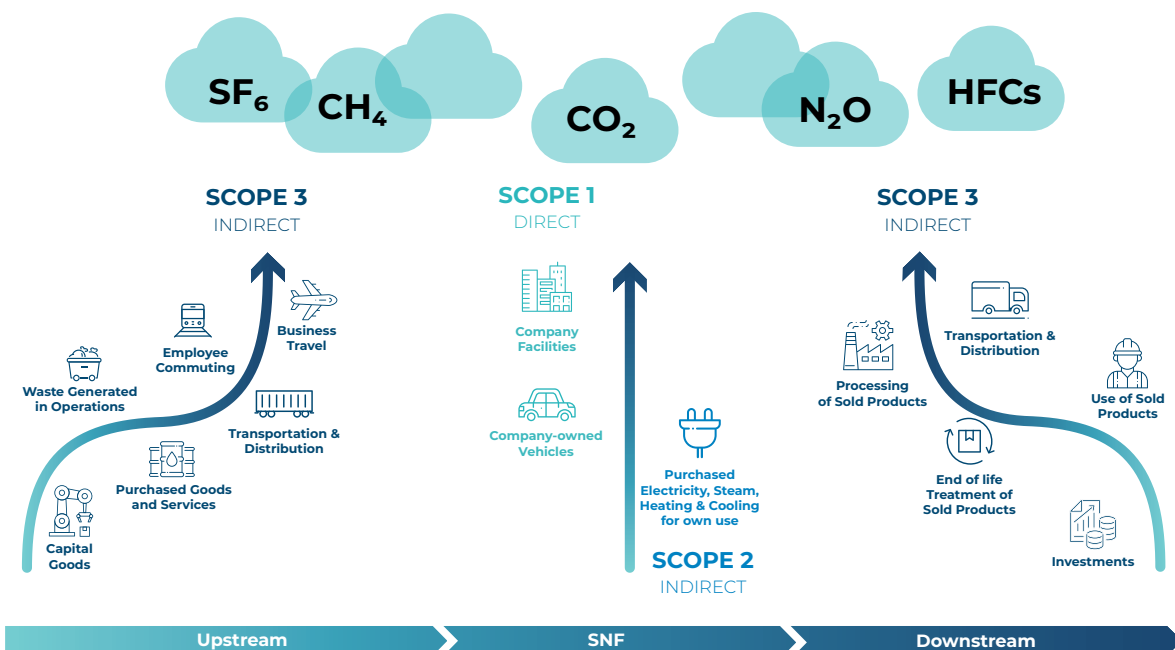 SF₆
CH₄
CO₂
N₂O
HFCs
SCOPE 3
INDIRECT
Business
Travel
Employee
Commuting
Waste Generated
in Operations
Transportation &
Distribution
Purchased Goods
and Services
Capital
Goods
SCOPE 1
DIRECT
Company
Facilities
Company-owned
Vehicles
Purchased
Electricity, Steam,
Heating & Cooling
for own use
SCOPE 2
INDIRECT
SCOPE 3
INDIRECT
Transportation &
Distribution
Processing
of Sold Products
Use of Sold
Products
End of life
Treatment of
Sold Products
Investments
Upstream
SNF
Downstream